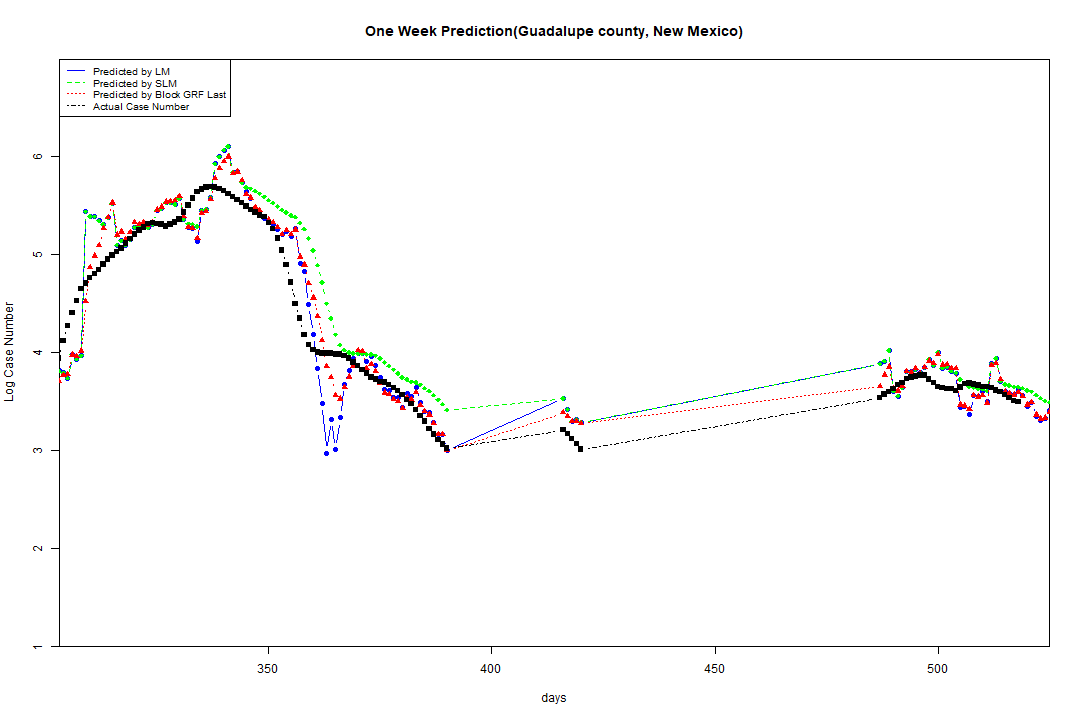 One Week Prediction(Guadalupe county, New Mexico)
Predicted by LM
Predicted by SLM
Predicted by Block GRF Last
Actual Case Number
6
5
4
3
2
1
Log Case Number
350 400 450 500
days